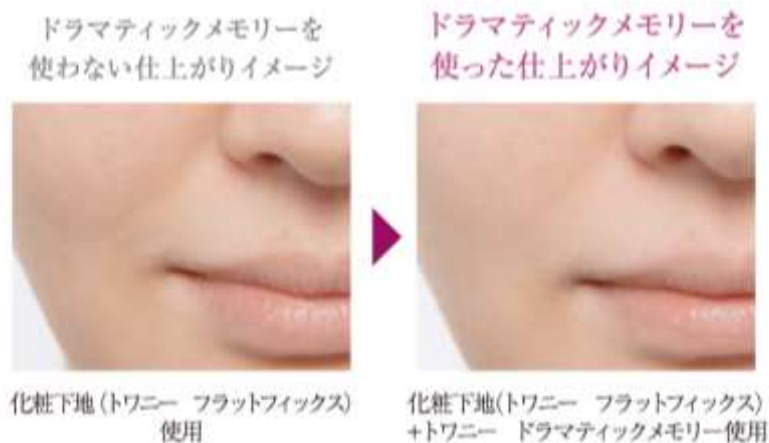 ドラマティックメモリーを
使わない仕上がりイメージ
ドラマティックメモリーを
使った仕上がりイメージ
化粧下地(トワニー　フラットフィックス)
使用
化粧下地(トワニー　フラットフィックス)
+トワニー　ドラマティックメモリー使用